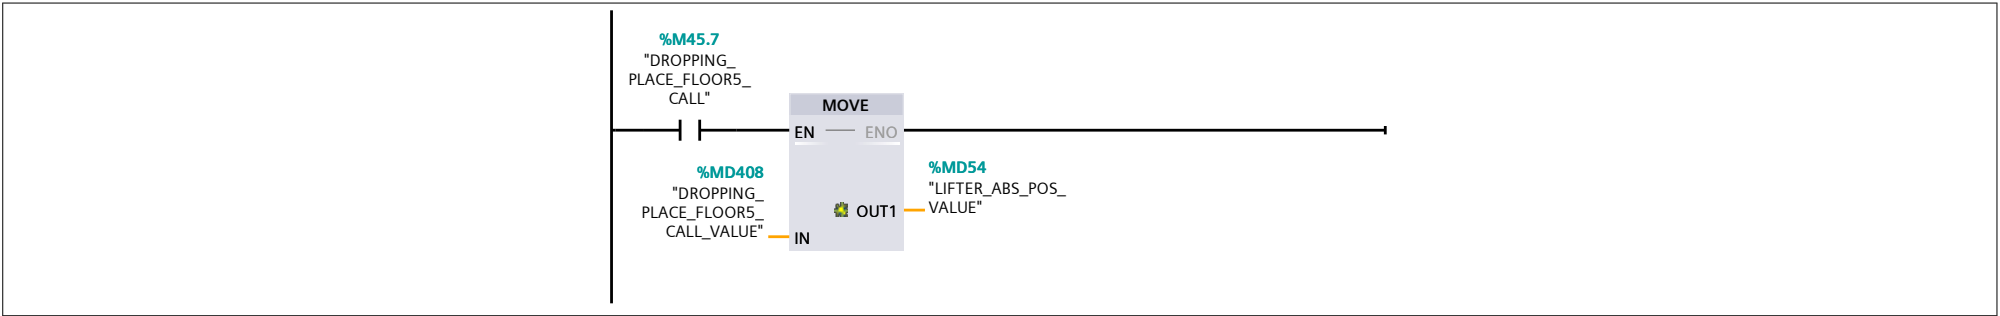 %M45.7
"DROPPING_
PLACE_FLOOR5_
CALL"
MOVE
EN
ENO
%MD408
"DROPPING_
PLACE_FLOOR5_
CALL_VALUE"
IN
%MD54
"LIFTER_ABS_POS_
VALUE"
OUT1